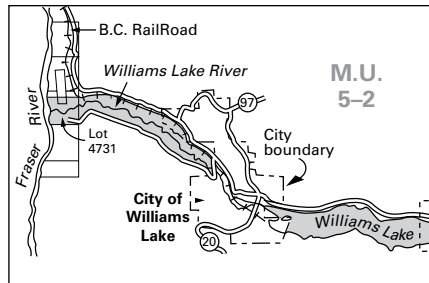 B.C. RailRoad
Williams Lake River
M.U.
5–2
97
River
Fraser
Lot
4731
City
boundary
City of
Williams
Lake
Williams Lake
20